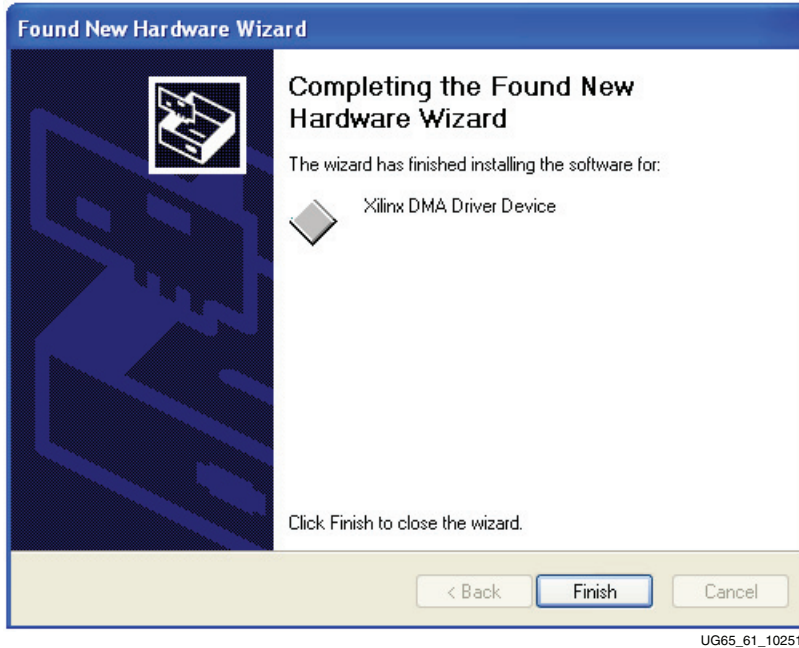 Found New Hardware Wizard
Completing the Found New
Hardware Wizard
The wizard has finished installing the software for:
Xilinx DMA Driver Device
Click Finish to close the wizard.
< Back
Finish
Cancel
UG65_61_10251